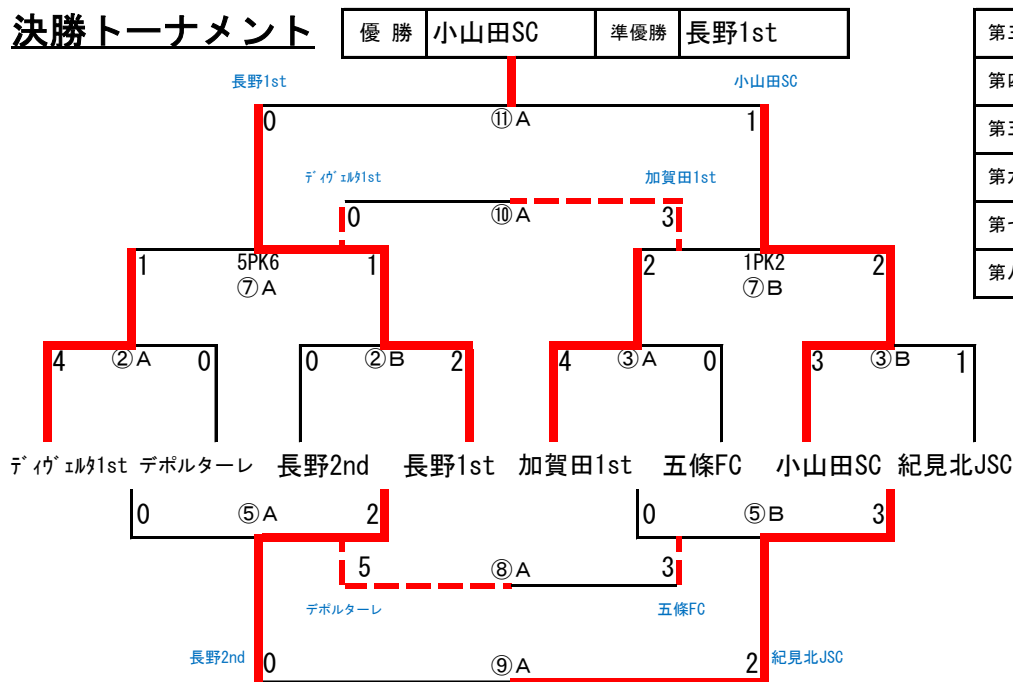 決勝トーナメント
優 勝 小山田SC 準優勝 長野1st
長野1st 小山田SC
0 ⑪A 1
ディヴェルタ1st 加賀田1st
0 ⑩A 3
1 5PK6 1 2 1PK2 2
⑦A ⑦B
4 ②A 0 0 ②B 2 4 ③A 0 3 ③B 1
ディヴェルタ1st デポルターレ 長野2nd 長野1st 加賀田1st 五條FC 小山田SC 紀見北JSC
0 ⑤A 2 0 ⑤B 3
5 ⑧A 3
デポルターレ 五條FC
長野2nd 0 ⑨A 2 紀見北JSC